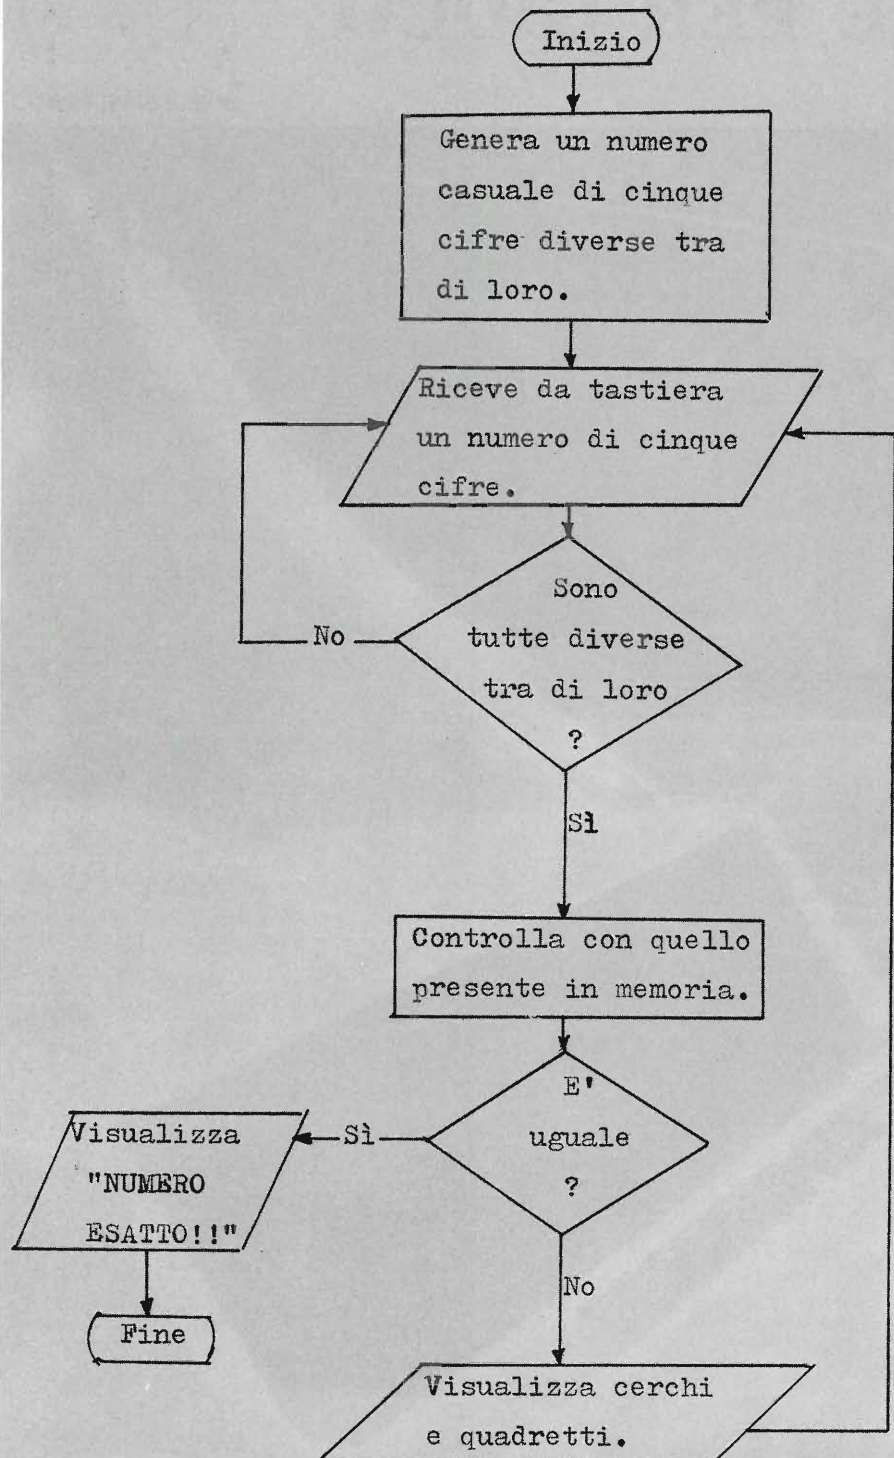 Inizio
Genera un numero
casuale di cinque
cifre diverse tra
di loro.
Riceve da tastiera
un numero di cinque
cifre.
Sono
tutte diverse
tra di loro
?
No
Sì
Controlla con quello
presente in memoria.
E'
uguale
?
Sì
Visualizza
"NUMERO
ESATTO!!"
Fine
No
Visualizza cerchi
e quadretti.